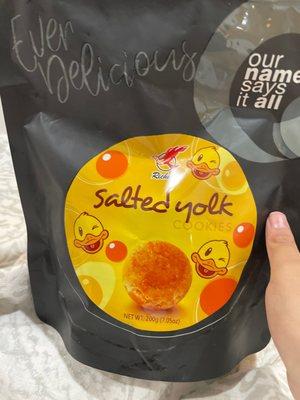 Ever
Delicious
our
name
says
it all
Salted yolk
COOKIES
NET WT. 200g (7.05oz)